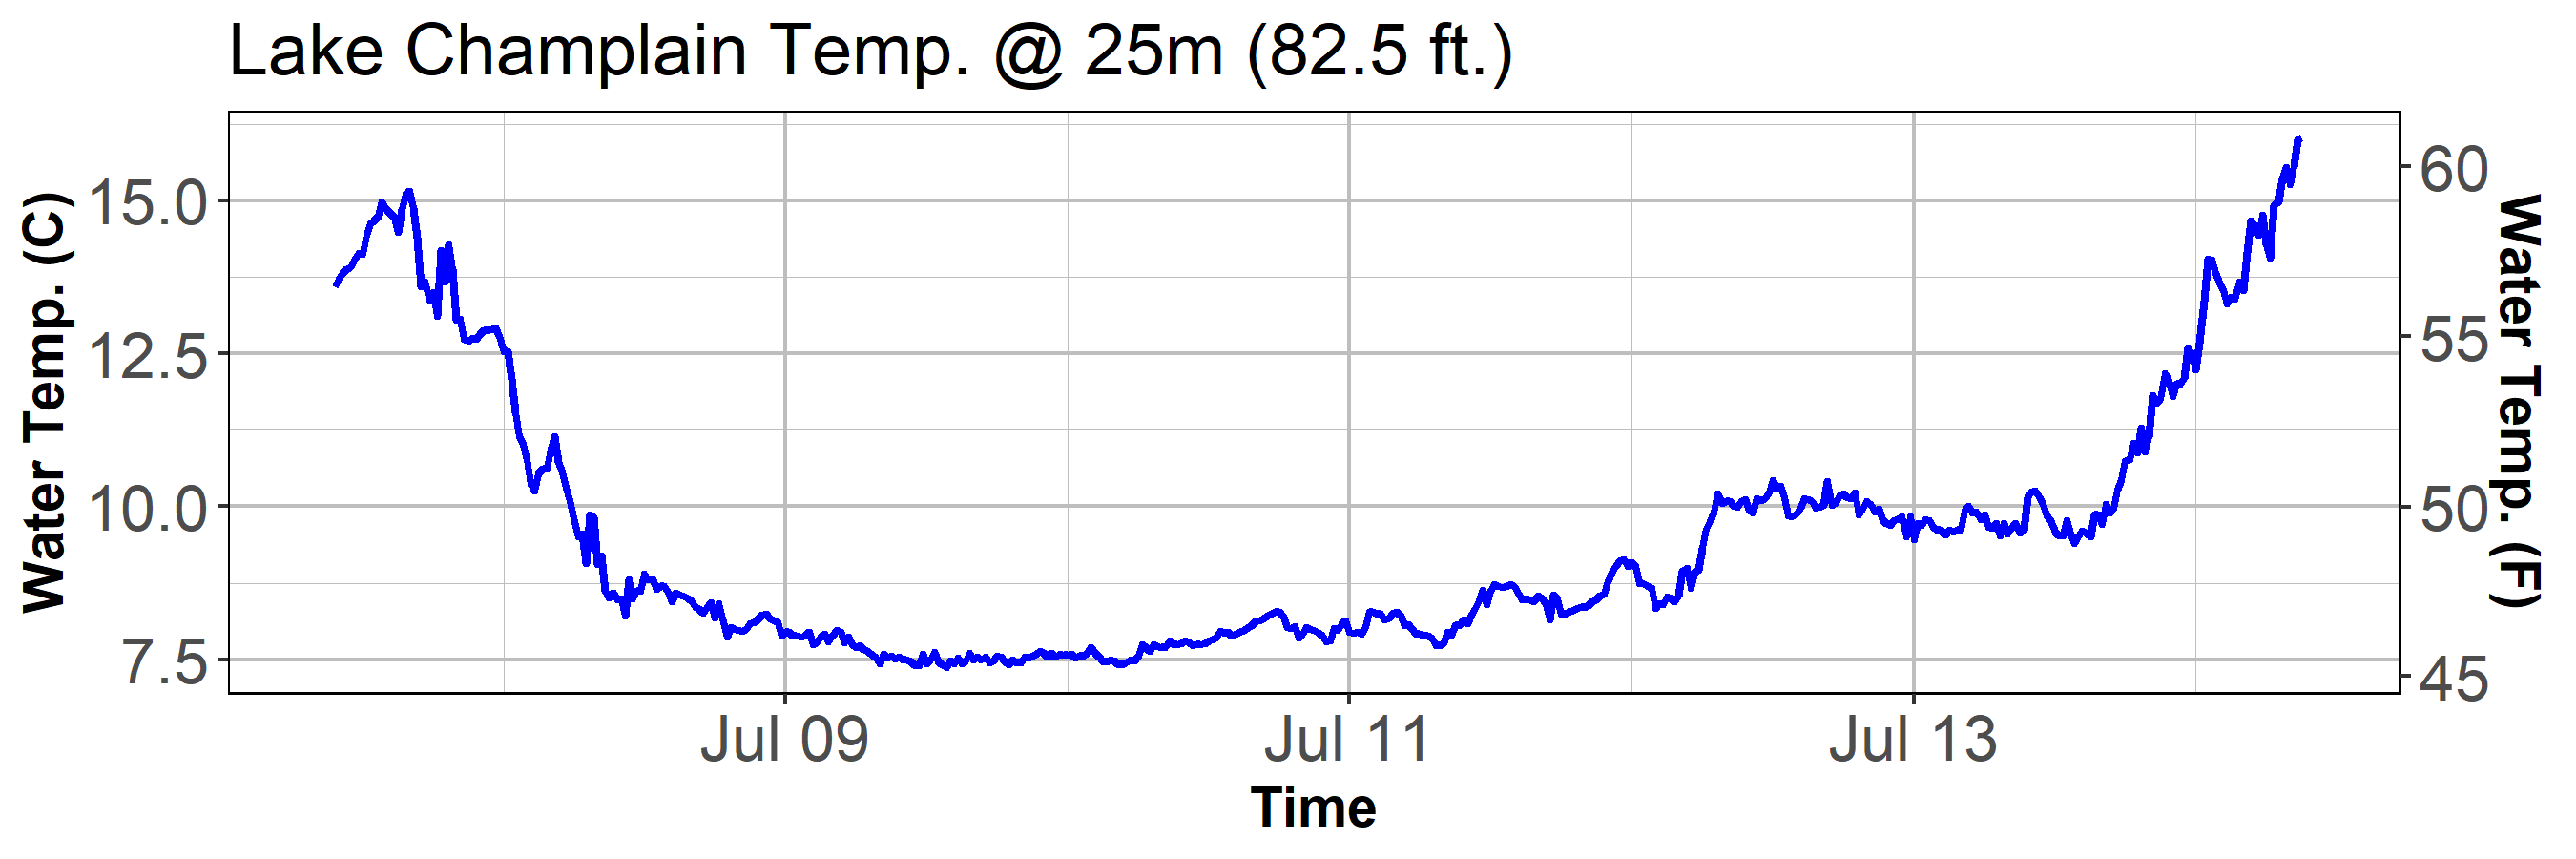 Lake Champlain Temp. @ 25m (82.5 ft.)
Water Temp. (C)
15.0
12.5
10.0
7.5
60
55
50
45
Water Temp. (F)
Jul 09
Jul 11
Jul 13
Time